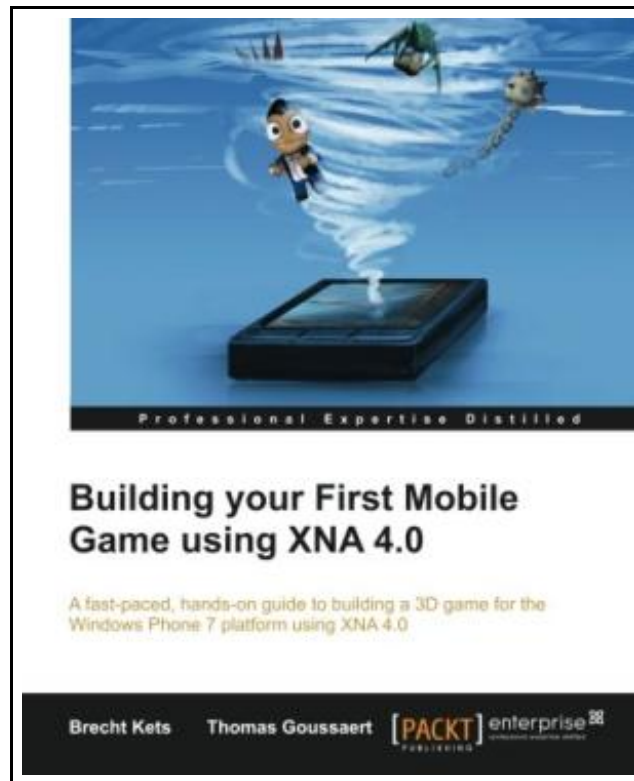 Professional Expertise Distilled
Building your First Mobile
Game using XNA 4.0
A fast-paced, hands-on guide to building a 3D game for the
Windows Phone 7 platform using XNA 4.0
Brecht Kets Thomas Goussaert [PACKT] enterprise
PUBLISHING